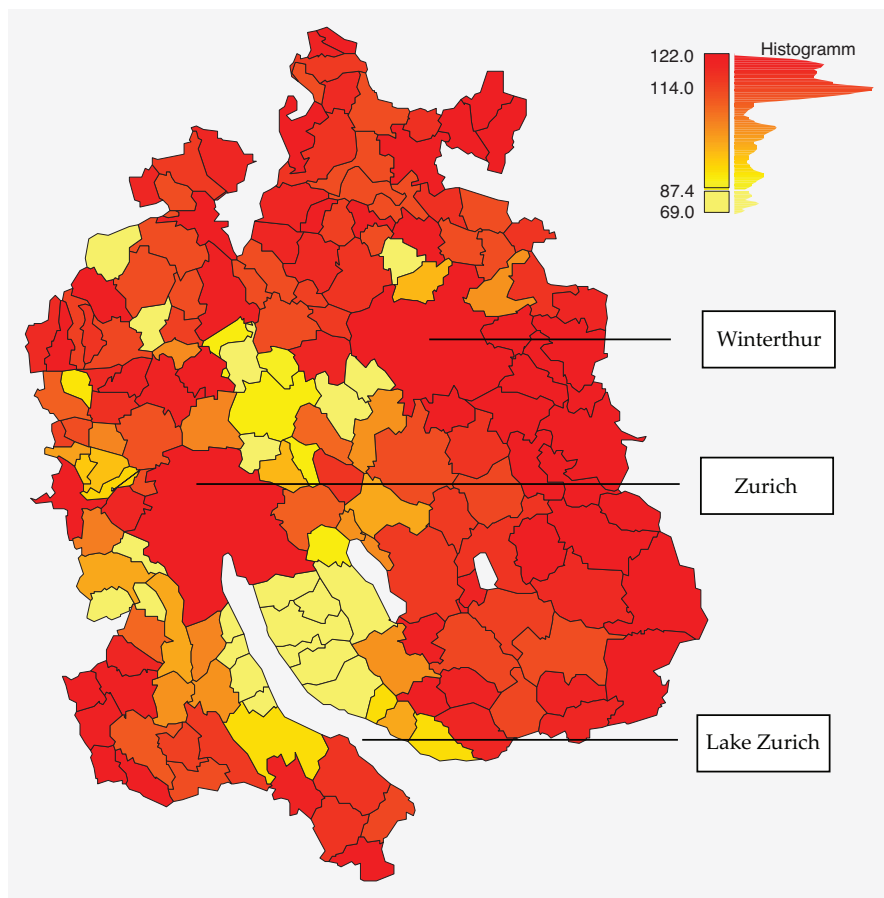 Histogramm
122.0
114.0
87.4
69.0
Winterthur
Zurich
Lake Zurich